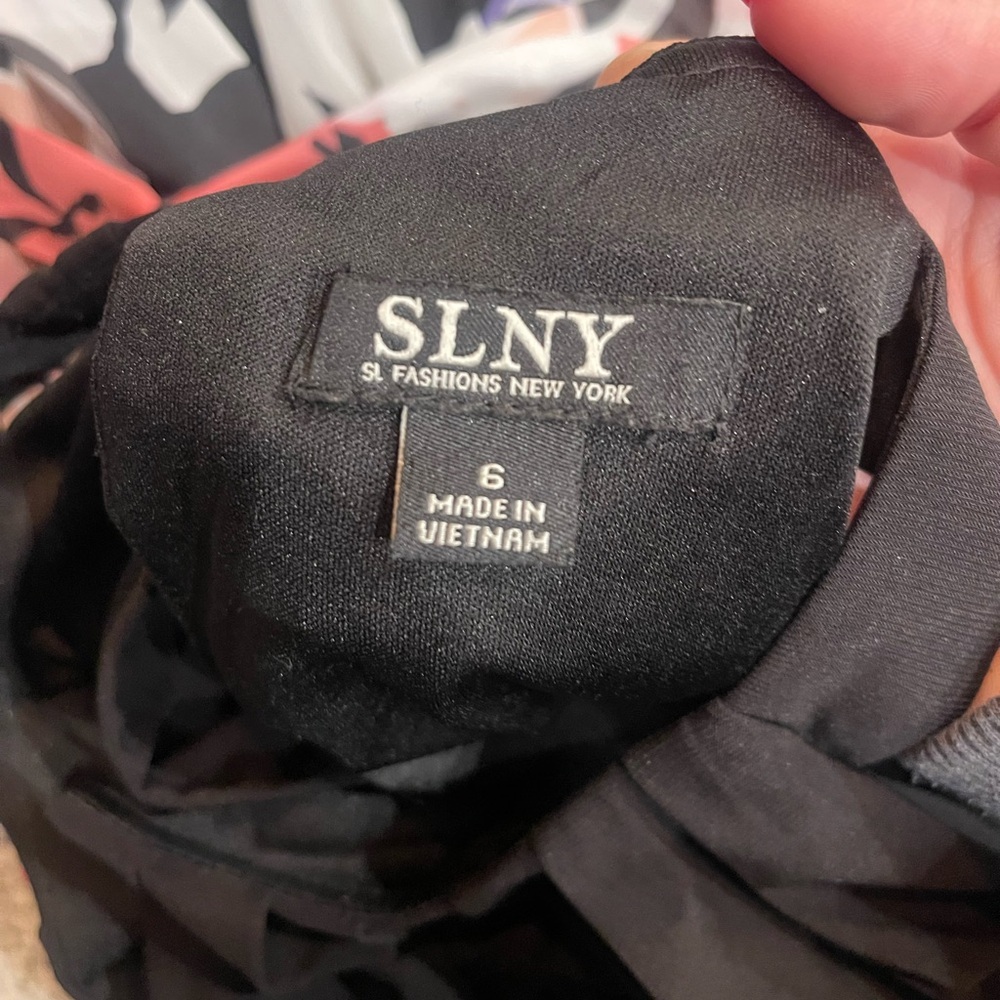 SLNY
SL FASHIONS NEW YORK
6
MADE IN
VIETNAM